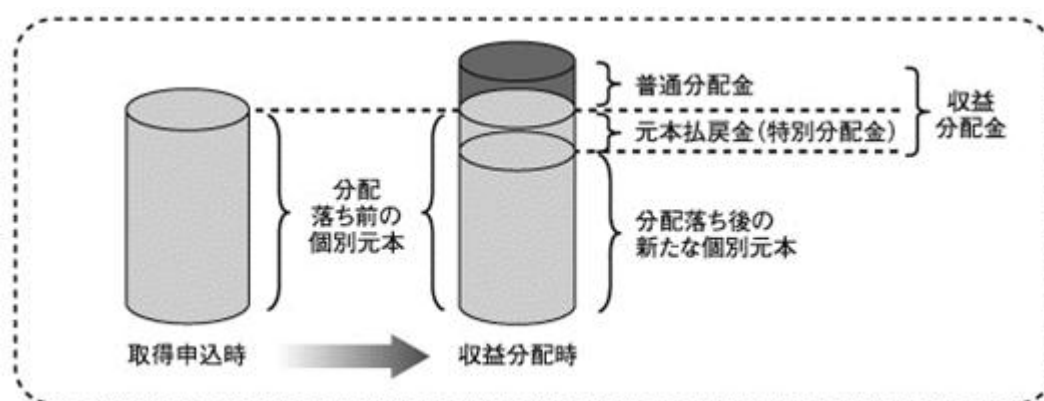 普通分配金
元本払戻金(特別分配金)
収益
分配金
分配
落ち前の
個別元本
分配落ち後の
新たな個別元本
取得申込時
収益分配時